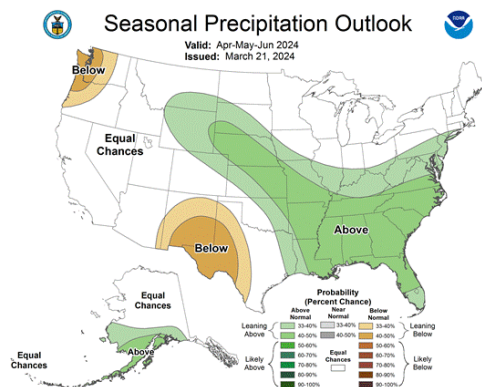 Seasonal Precipitation Outlook
Valid: Apr-May-Jun 2024
Issued: March 21, 2024
NOAA
Below
Equal
Chances
Above
Below
Equal
Chances
Above
Equal
Chances
Probability
(Percent Chance)
Above Normal
Near Normal
Below Normal
Leaning Above
33-40%
40-50%
33-40%
40-50%
33-40%
40-50%
Leaning Below
Likely Above
50-60%
60-70%
70-80%
80-90%
90-100%
Equal Chances
50-60%
60-70%
70-80%
80-90%
90-100%
Likely Below